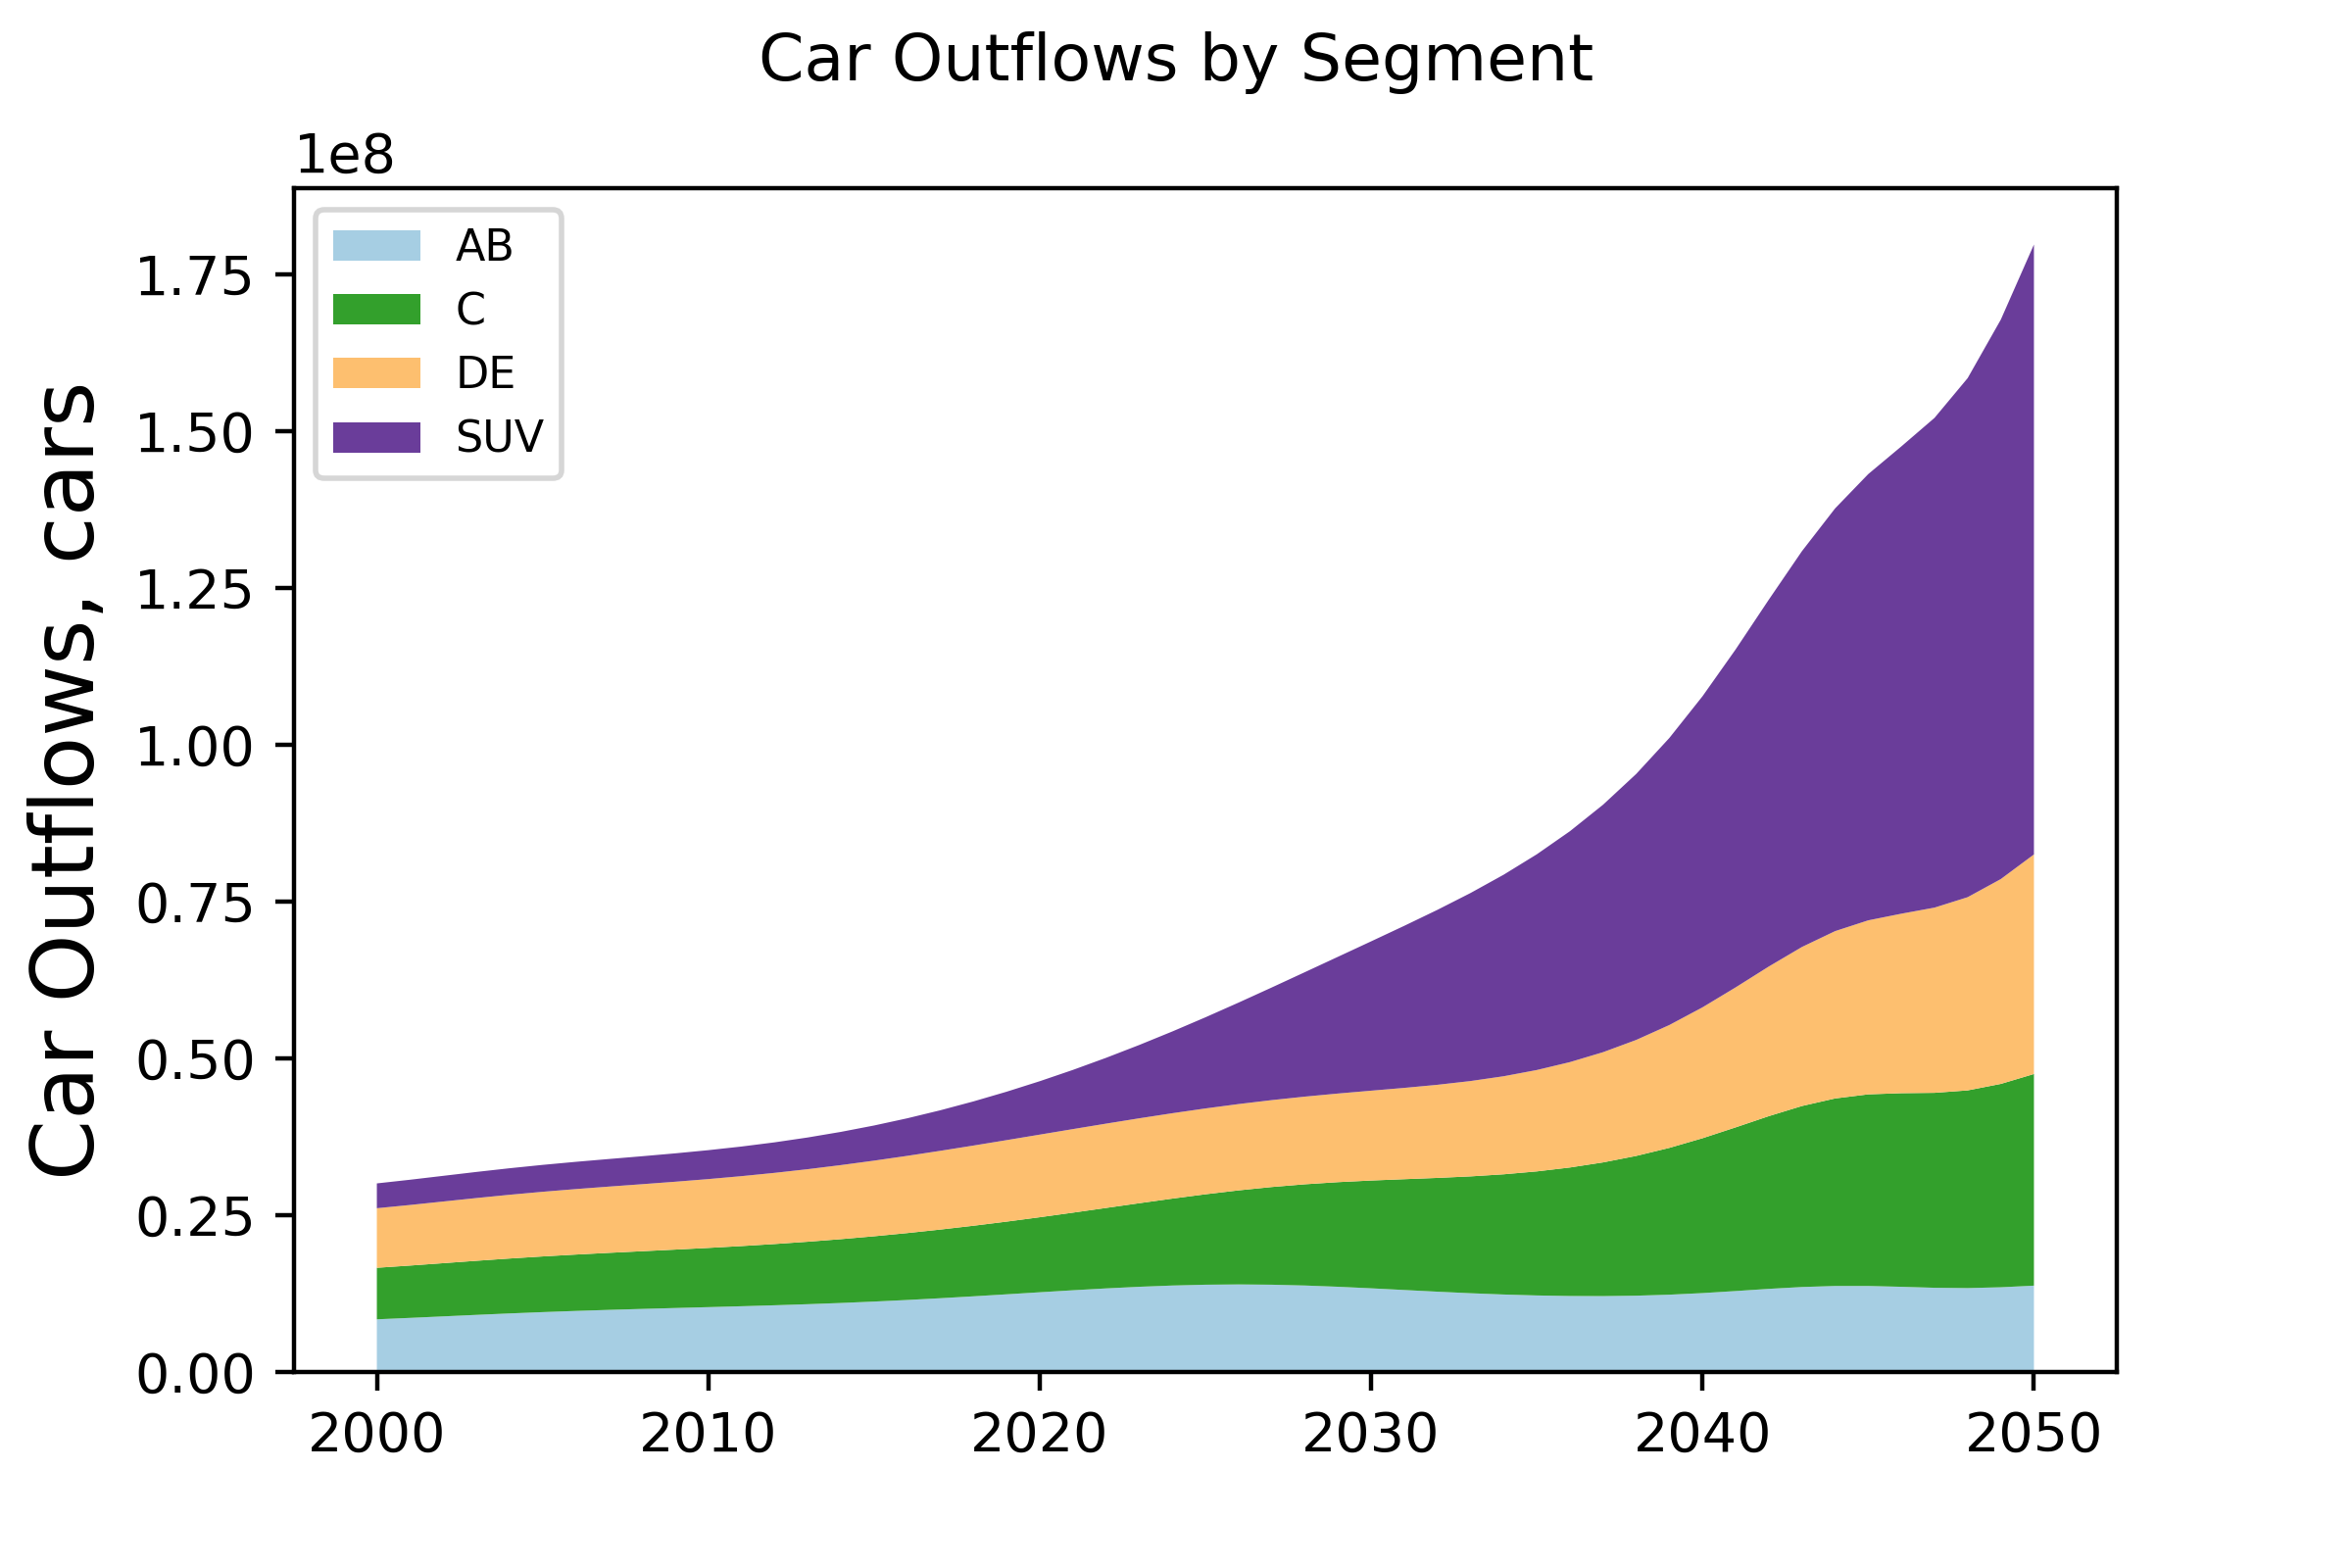 Car Outflows by Segment
1e8
AB
C
DE
SUV
Car Outflows, cars
1.75
1.50
1.25
1.00
0.75
0.50
0.25
0.00
2000 2010 2020 2030 2040 2050